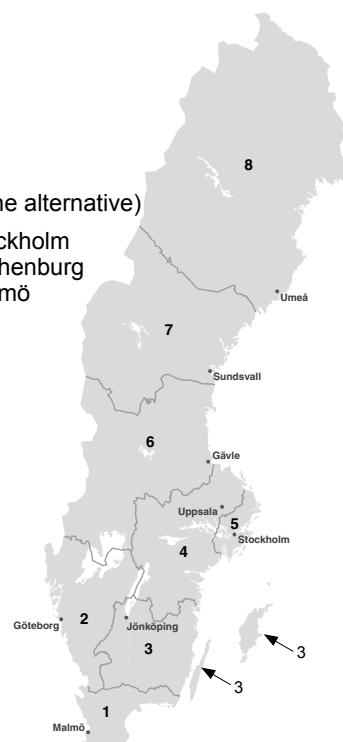 8
ne alternative)
ckholm
henburg
mö
Umeå
7
Sundsvall
6
Gävle
Uppsala
5
Stockholm
4
2
Göteborg
Jönköping
3
3
3
1
Malmö